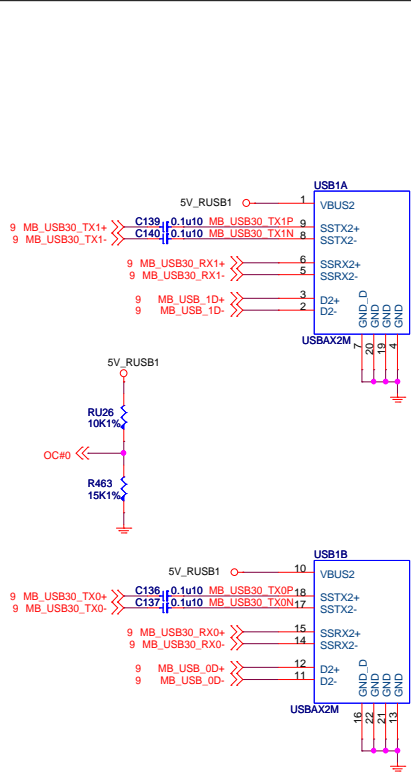 USB1A
5V_RUSB1 1 VBUS2
C139 0.1u10 MB_USB30_TX1P
9 MB_USB30_TX1+ 9 SSTX2+
C140 0.1u10 MB_USB30_TX1N
9 MB_USB30_TX1- 8 SSTX2-
9 MB_USB30_RX1+ 6 SSRX2+
9 MB_USB30_RX1- 5 SSRX2-
9 MB_USB_1D+ 3 D2+
9 MB_USB_1D- 2 D2-
GND_D GND GND GND
USBAX2M
7 20 19 4
5V_RUSB1
RU26
10K1%
OC#0
R463
15K1%
USB1B
5V_RUSB1 10 VBUS2
C136 0.1u10 MB_USB30_TX0P
9 MB_USB30_TX0+ 18 SSTX2+
C137 0.1u10 MB_USB30_TX0N
9 MB_USB30_TX0- 17 SSTX2-
9 MB_USB30_RX0+ 15 SSRX2+
9 MB_USB30_RX0- 14 SSRX2-
9 MB_USB_0D+ 12 D2+
9 MB_USB_0D- 11 D2-
GND_D GND GND GND
USBAX2M
16 22 21 13